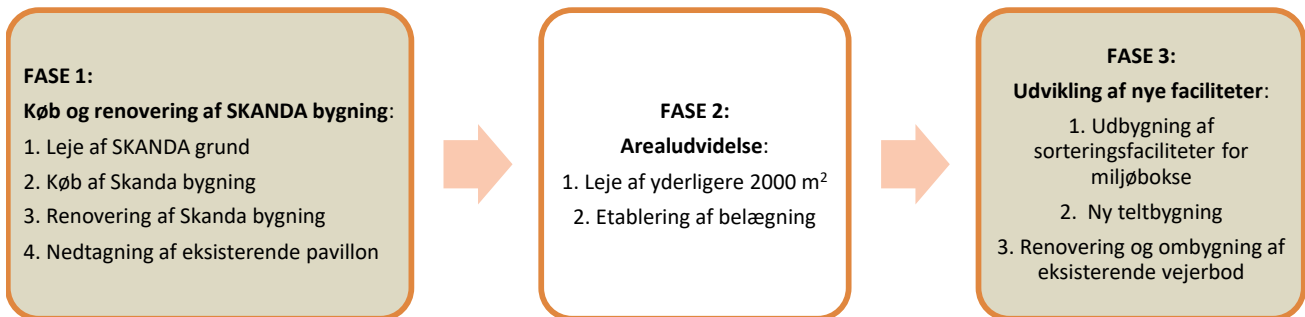 FASE 1:
Køb og renovering af SKANDA bygning:
1. Leje af SKANDA grund
2. Køb af Skanda bygning
3. Renovering af Skanda bygning
4. Nedtagning af eksisterende pavillon
FASE 2:
Arealudvidelse:
1. Leje af yderligere 2000 m²
2. Etablering af belægning
FASE 3:
Udvikling af nye faciliteter:
1. Udbygning af
sorteringsfaciliteter for
miljøbokse
2. Ny teltbygning
3. Renovering og ombygning af
eksisterende vejerbod